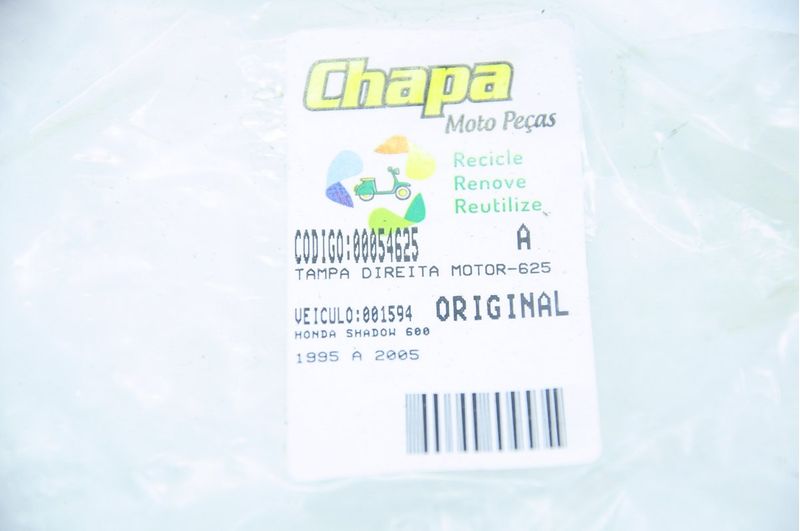 Chapa
Moto Peças
Recicle
Renove
Reutilize
CODIGO:00054625 A
TAMPA DIREITA MOTOR-625
VEICULO:001594 ORIGINAL
HONDA SHADOW 600
1995 A 2005